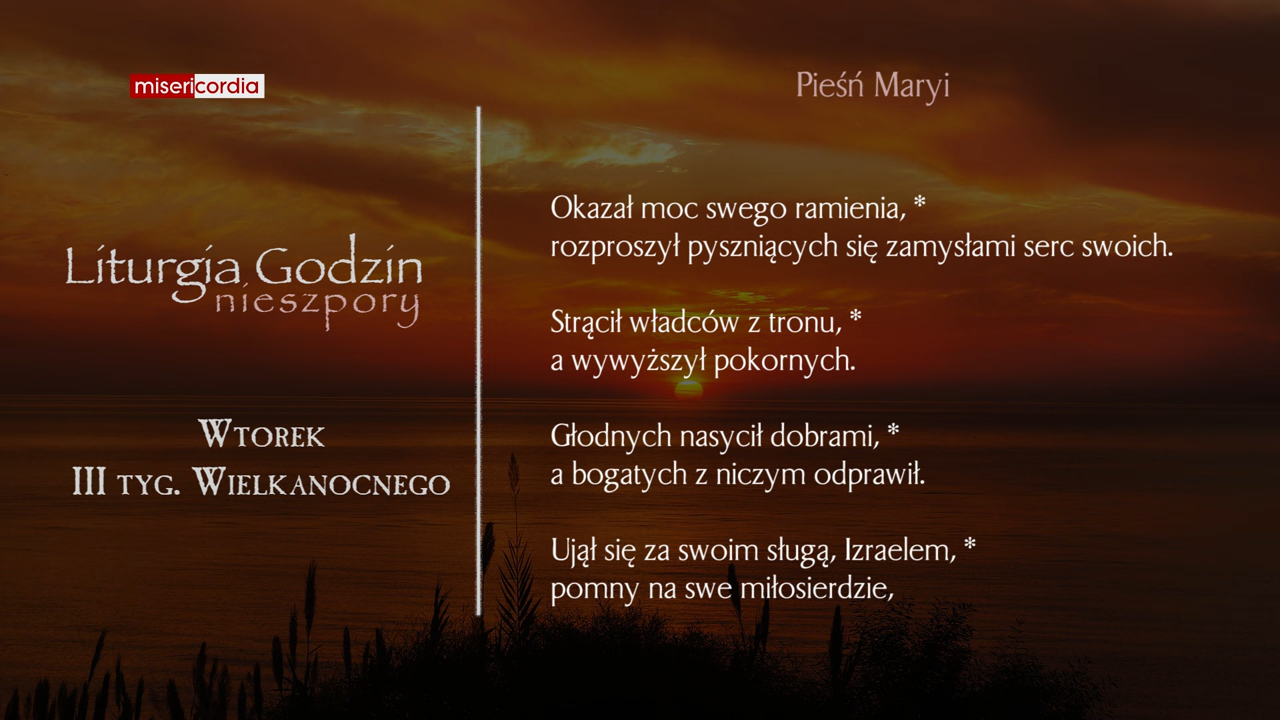 misericordia
Liturgia Godzin
nieszpory
Wtorek
III tyg. Wielkanocnego
Pieśń Maryi
Okazał moc swego ramienia, *
rozproszył pyszniących się zamysłami serc swoich.
Strącił władców z tronu, *
a wywyższył pokornych.
Głodnych nasycił dobrami, *
a bogatych z niczym odprawił.
Ujął się za swoim sługą, Izraelem, *
pomny na swe miłosierdzie,